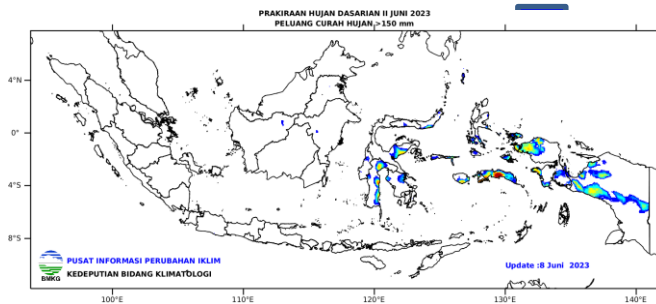 PRAKIRAAN HUJAN DASARIAN II JUNI 2023
PELUANG CURAH HUJAN >150 mm
4°N
0°
4°S
8°S
PUSAT INFORMASI PERUBAHAN IKLIM
KEDEPUTIAN BIDANG KLIMATOLOGI
BMKG
Update :8 Juni 2023
100°E
110°E
120°E
130°E
140°E